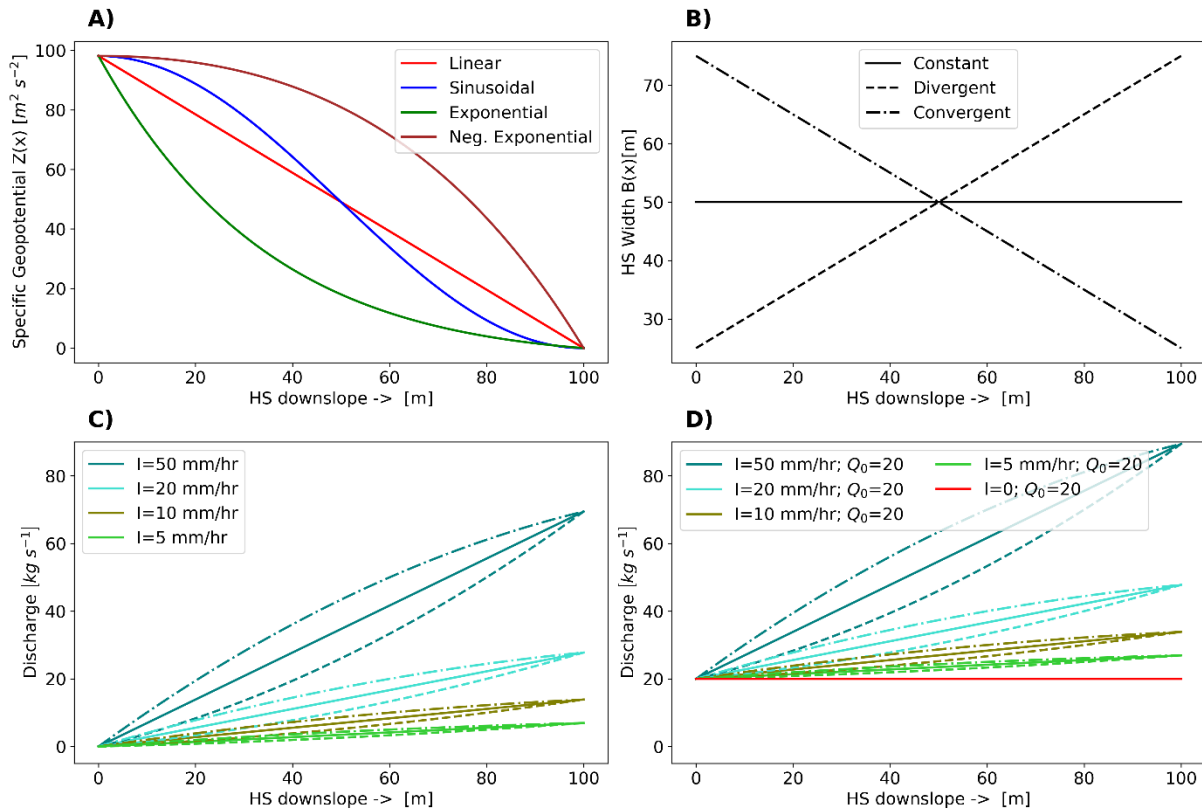 A)
Specific Geopotential Z(x) [m² s⁻²]
100
80
60
40
20
0
Linear
Sinusoidal
Exponential
Neg. Exponential
0 20 40 60 80 100
HS downslope -> [m]
B)
HS Width B(x)[m]
70
60
50
40
30
Constant
Divergent
Convergent
0 20 40 60 80 100
HS downslope -> [m]
C)
Discharge [kg s⁻¹]
80
60
40
20
0
I=50 mm/hr
I=20 mm/hr
I=10 mm/hr
I=5 mm/hr
0 20 40 60 80 100
HS downslope -> [m]
D)
Discharge [kg s⁻¹]
80
60
40
20
0
I=50 mm/hr; Q₀=20
I=20 mm/hr; Q₀=20
I=10 mm/hr; Q₀=20
I=5 mm/hr; Q₀=20
I=0; Q₀=20
0 20 40 60 80 100
HS downslope -> [m]